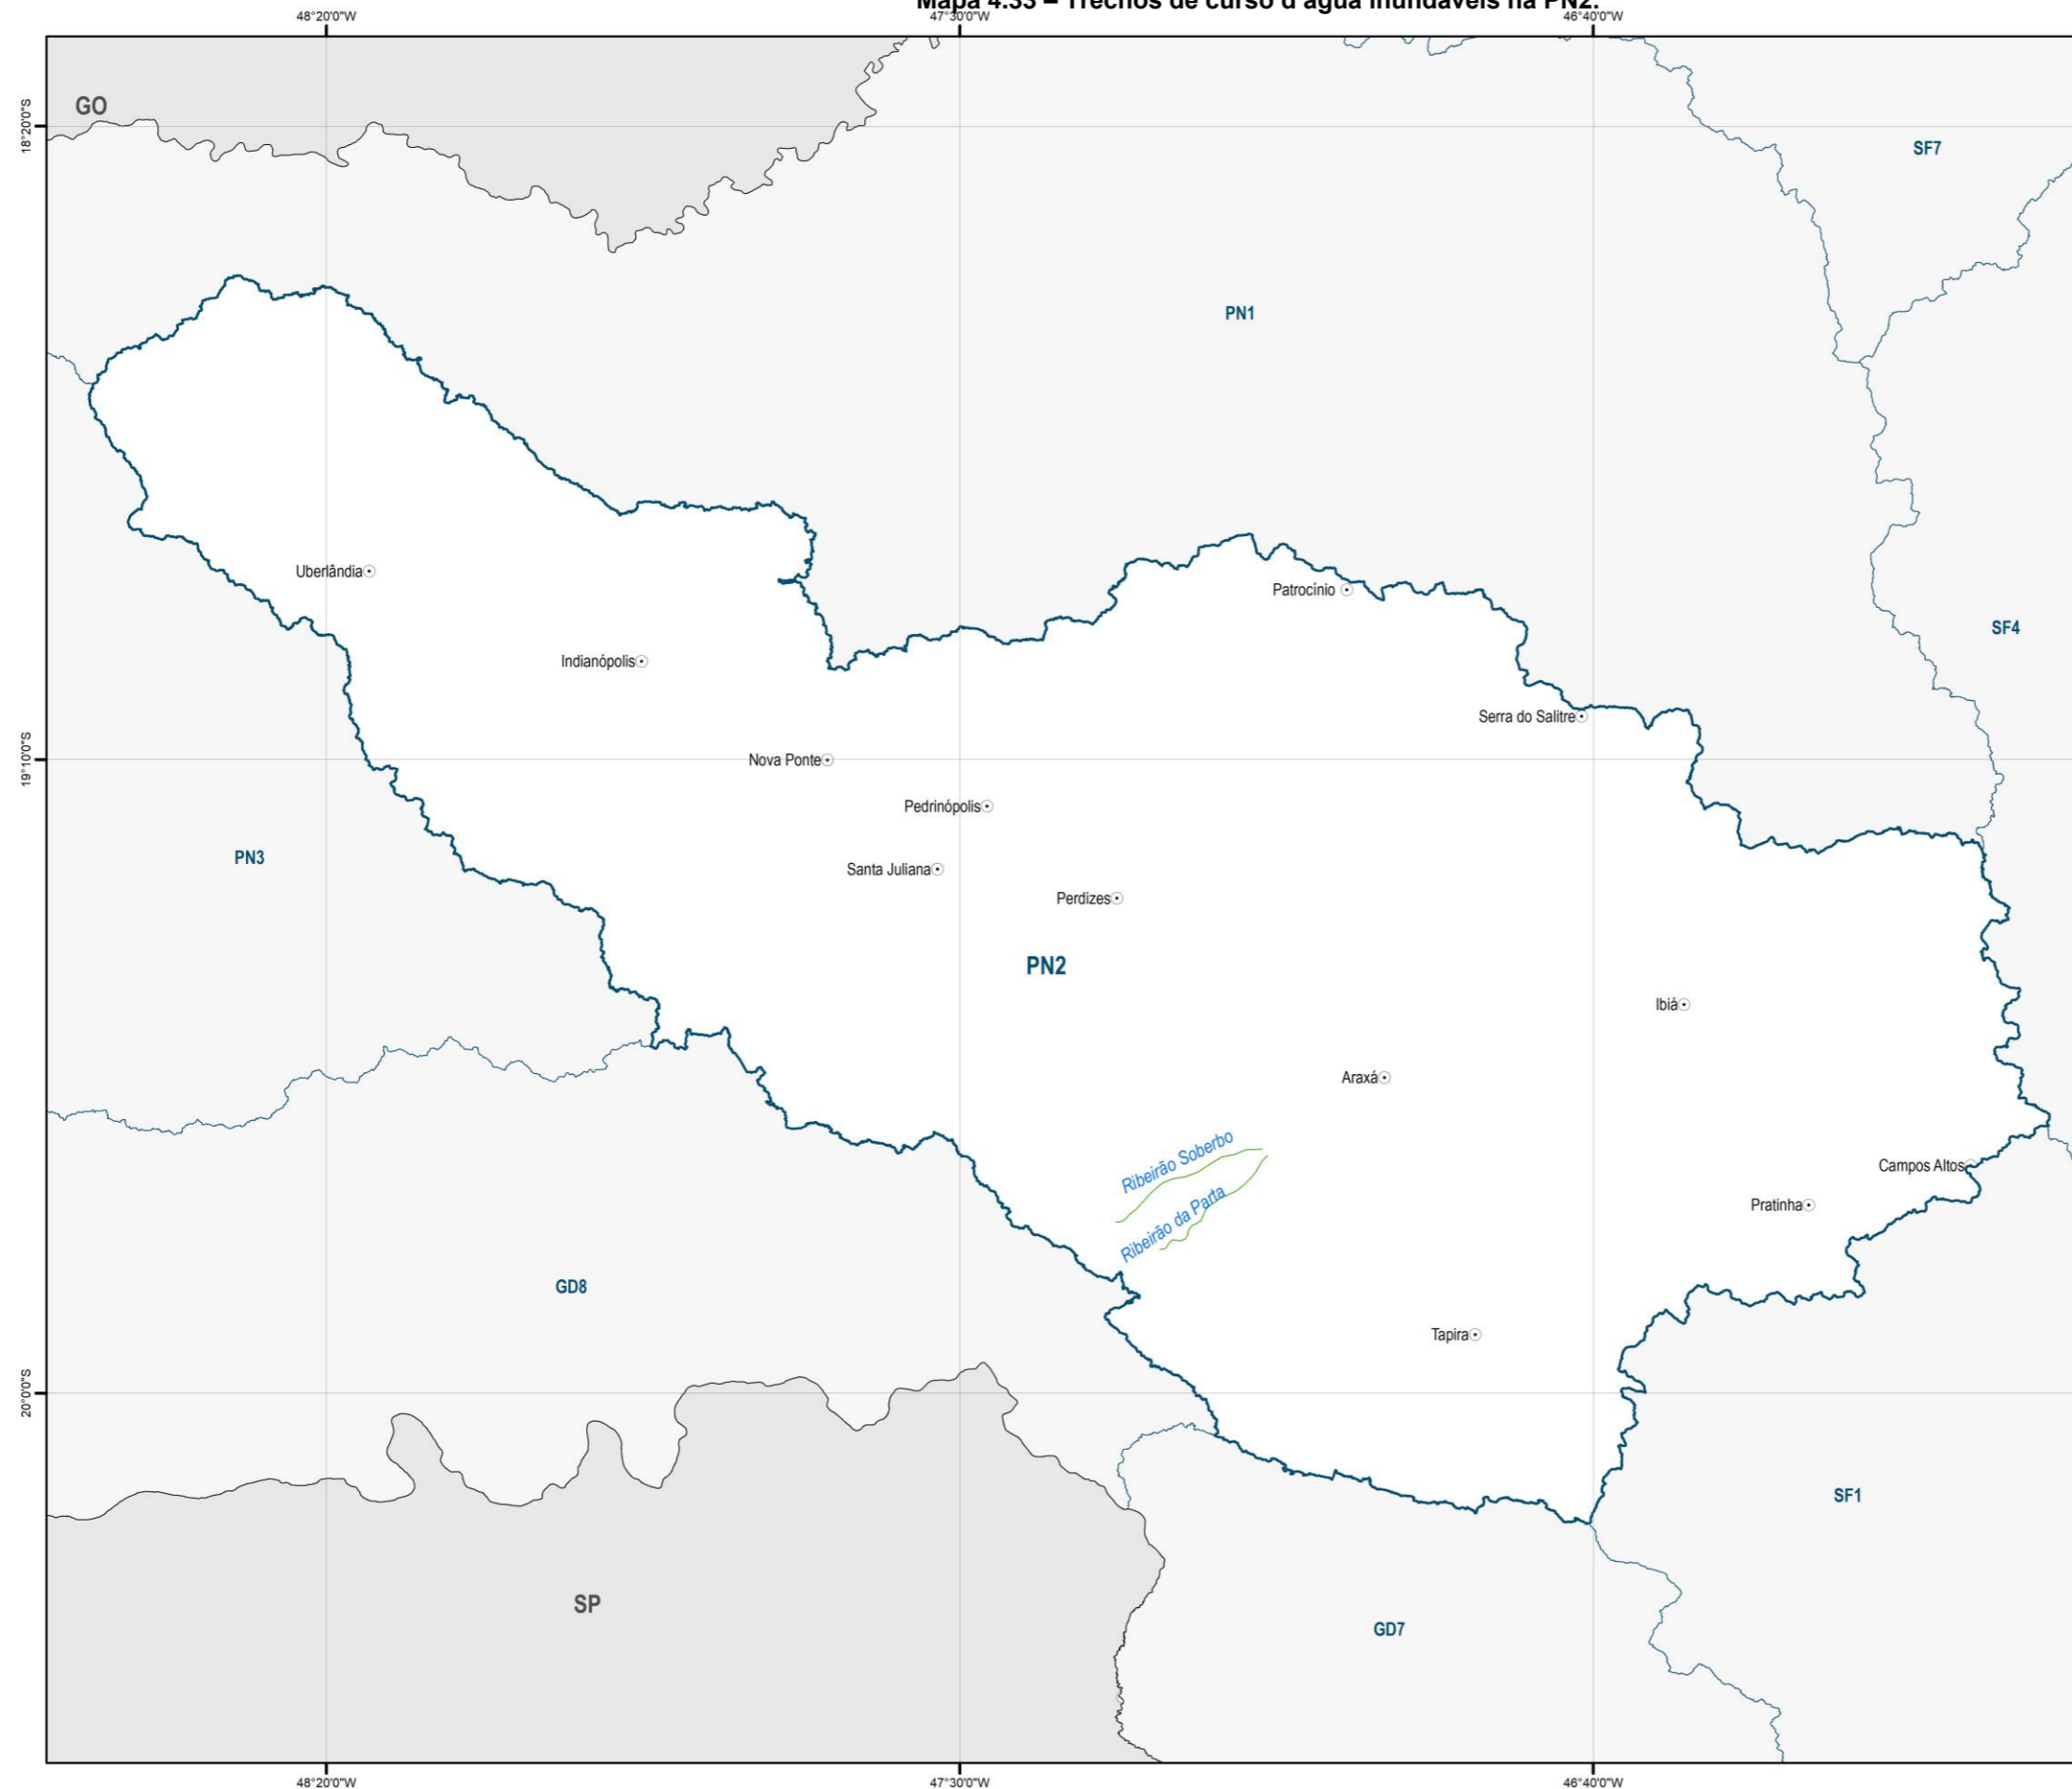 Mapa 4.33 – Trechos de curso d'água inundáveis na PN2.
48°20'0"W
47°30'0"W
46°40'0"W
GO
18°20'0"S
SF7
PN1
Uberlândia
Patrocínio
SF4
Indianópolis
Serra do Salitre
19°10'0"S
Nova Ponte
Pedrinópolis
PN3
Santa Juliana
Perdizes
PN2
Ibiá
Araxá
Ribeirão Soberbo
Campos Altos
Ribeirão da Parta
Pratinha
GD8
Tapira
20°0'0"S
SF1
SP
GD7
48°20'0"W
47°30'0"W
46°40'0"W